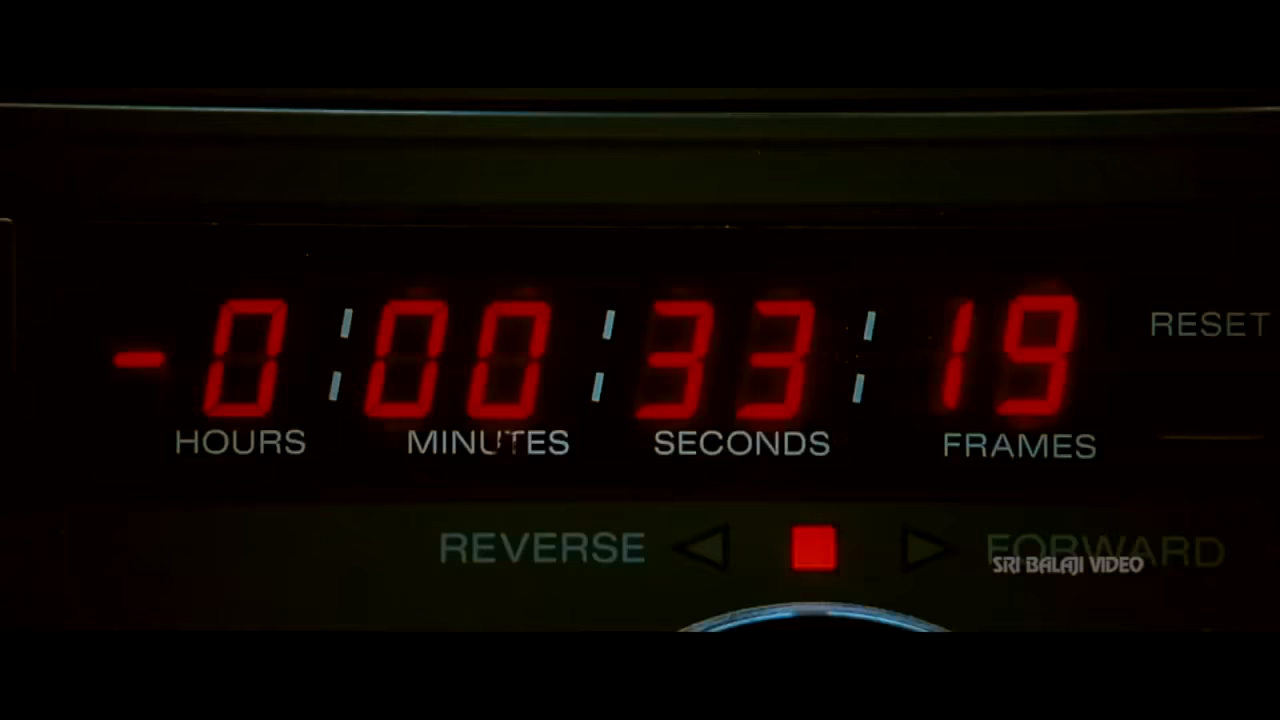 -0:00:33:19
RESET
HOURS MINUTES SECONDS FRAMES
REVERSE FORWARD
SRI BALAJI VIDEO